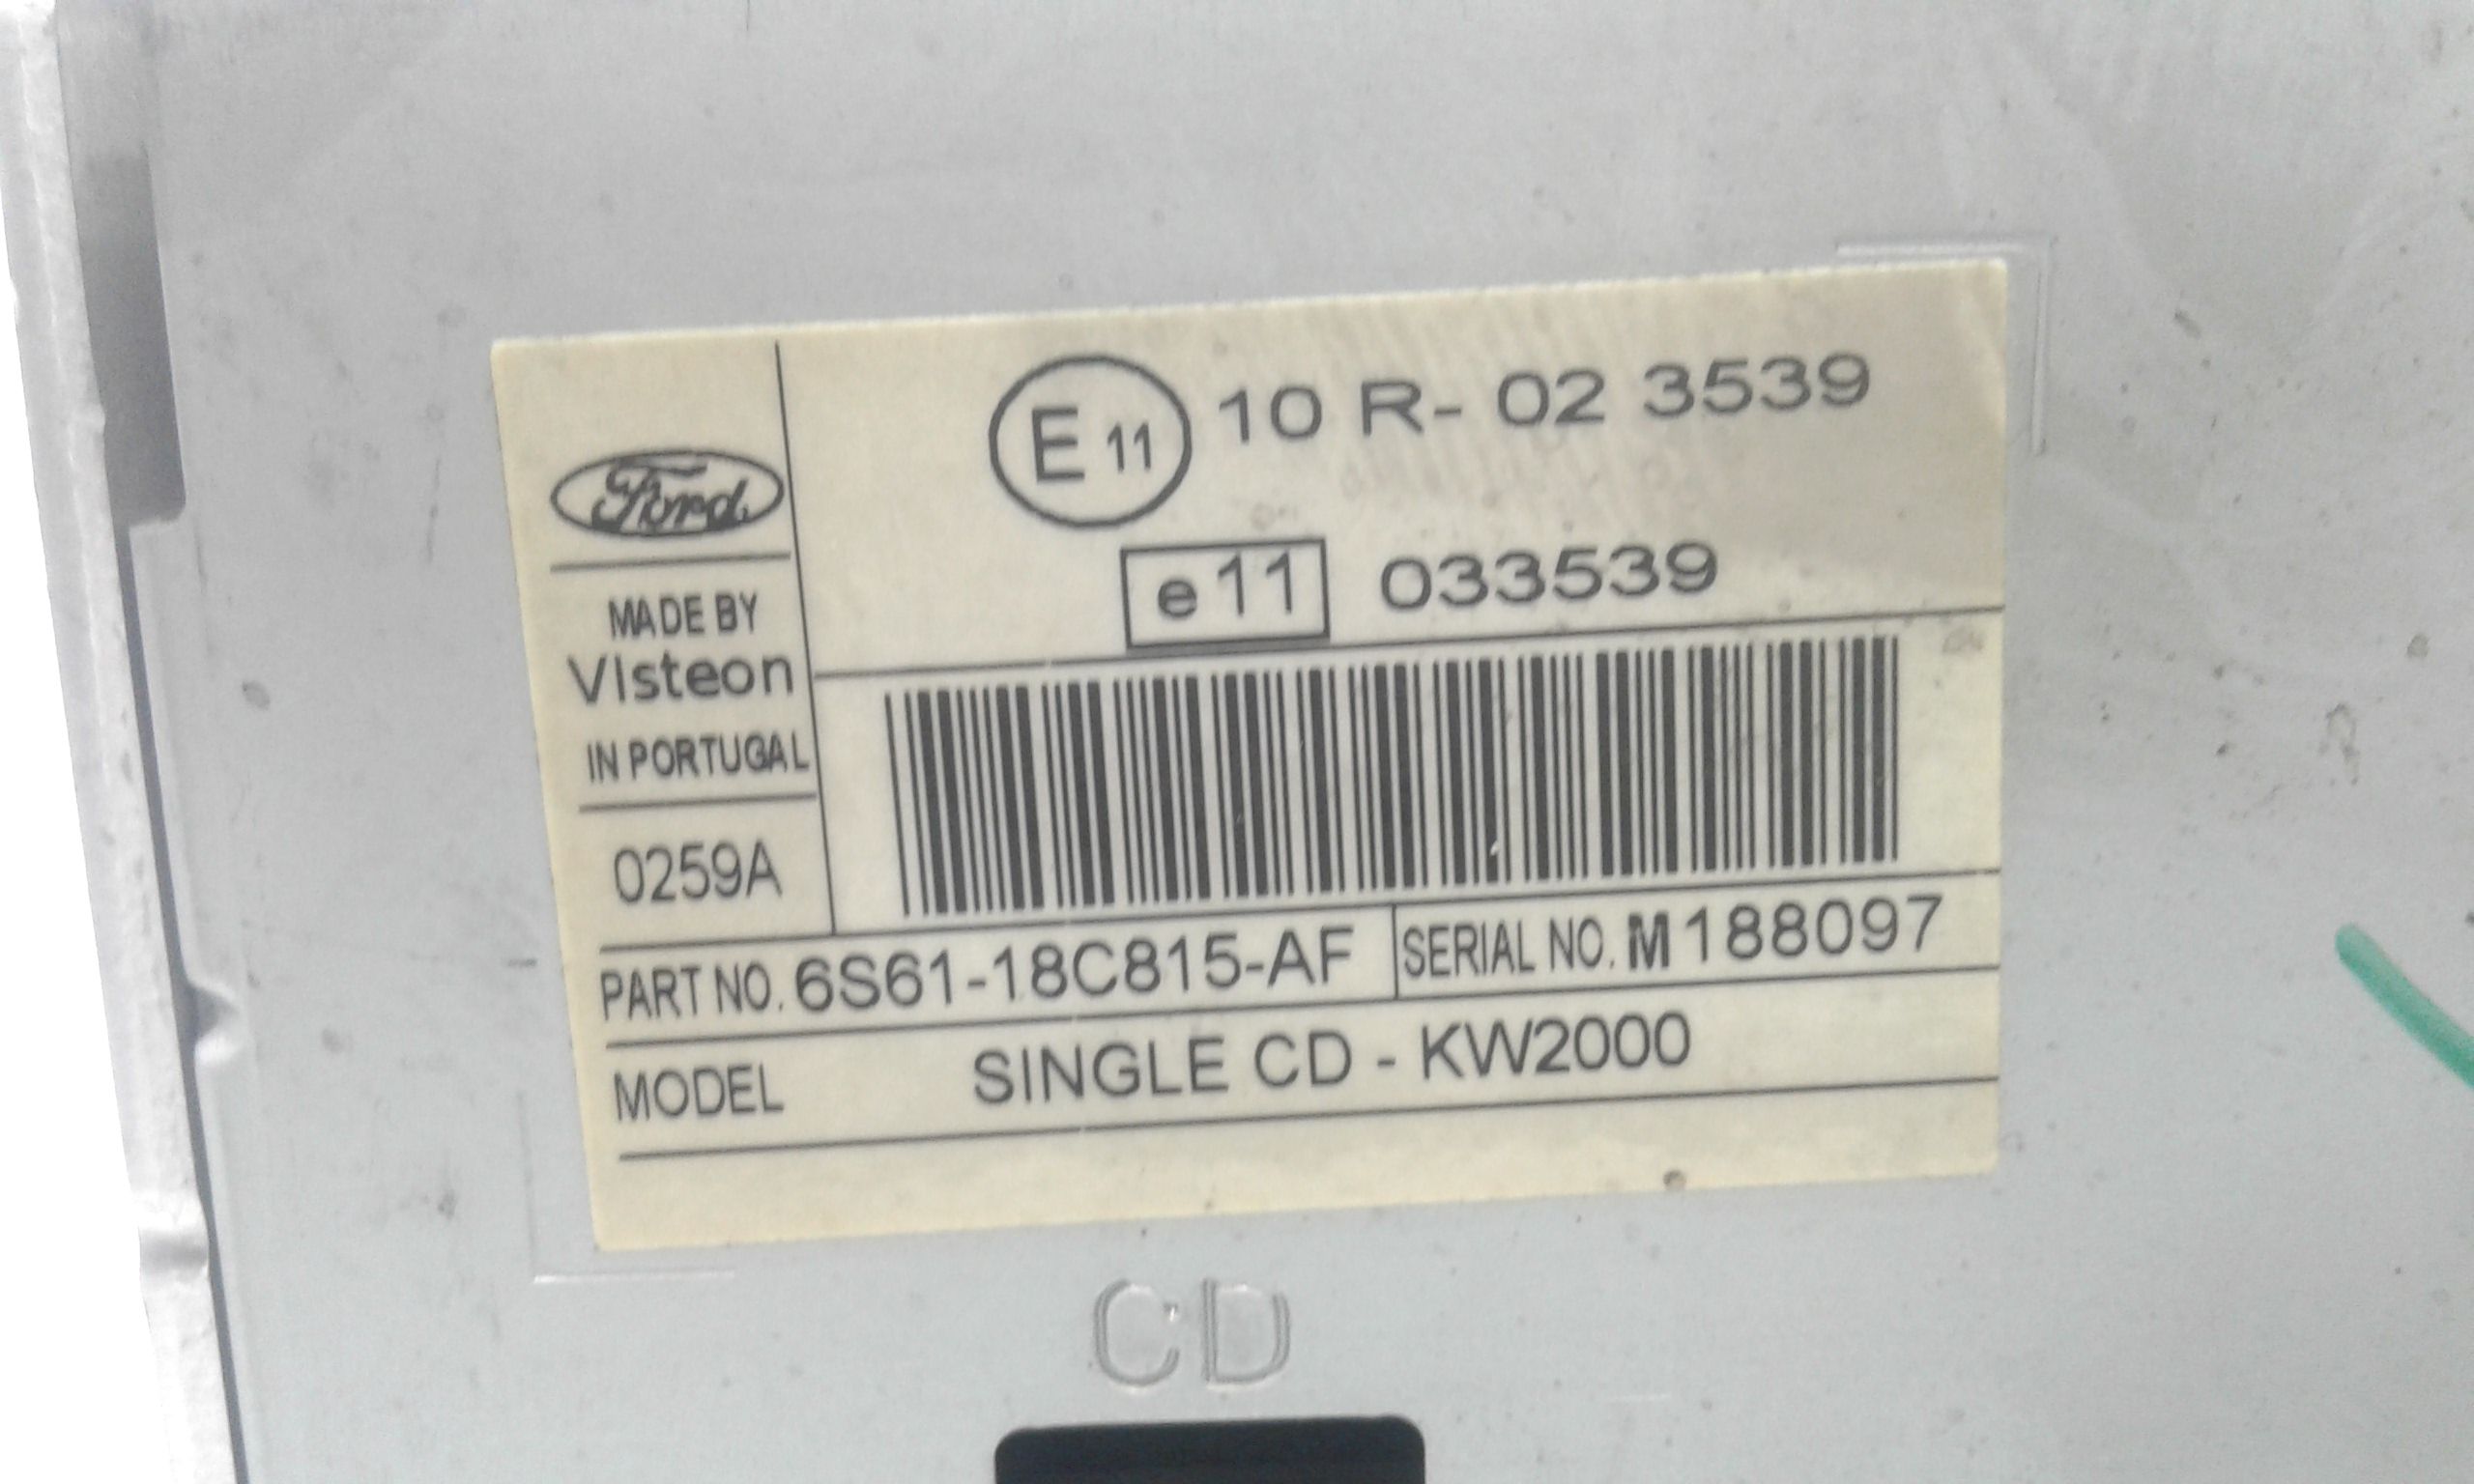 Ford
MADE BY
VIsteon
IN PORTUGAL
0259A
E 11 10 R- 02 3539
e11 033539
PART NO. 6S61-18C815-AF SERIAL NO. M188097
MODEL SINGLE CD - KW2000
CD